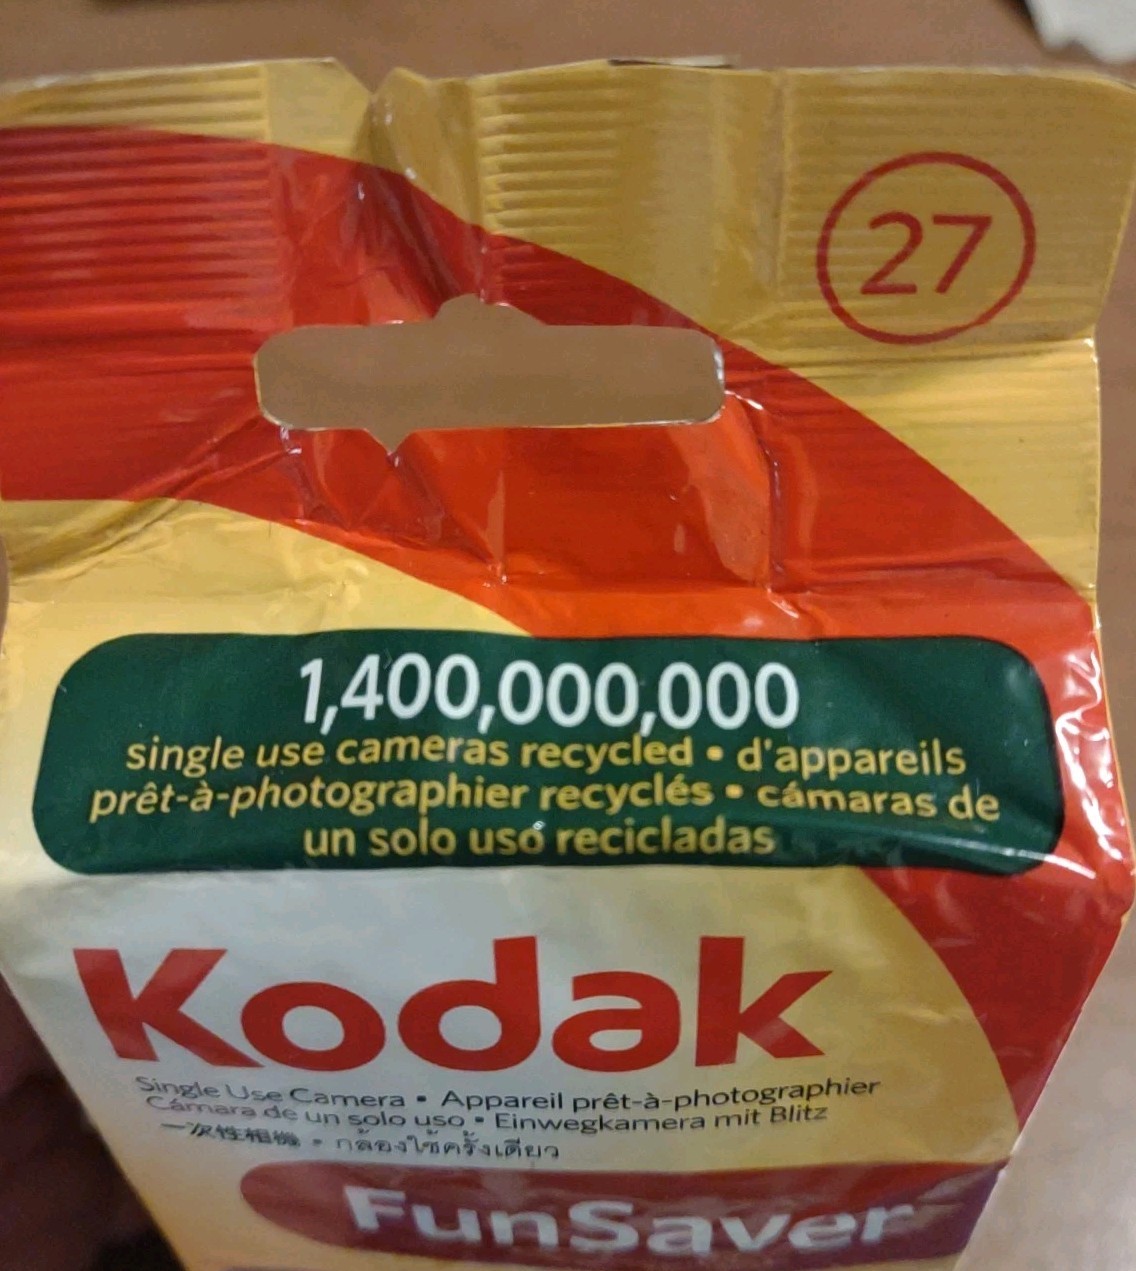 27
1,400,000,000
single use cameras recycled • d'appareils
prêt-à-photographier recyclés • cámaras de
un solo uso recicladas
Kodak
Single Use Camera • Appareil prêt-à-photographier
Cámara de un solo uso • Einwegkamera mit Blitz
一次性相機 • กล้องใช้ครั้งเดียว
FunSaver